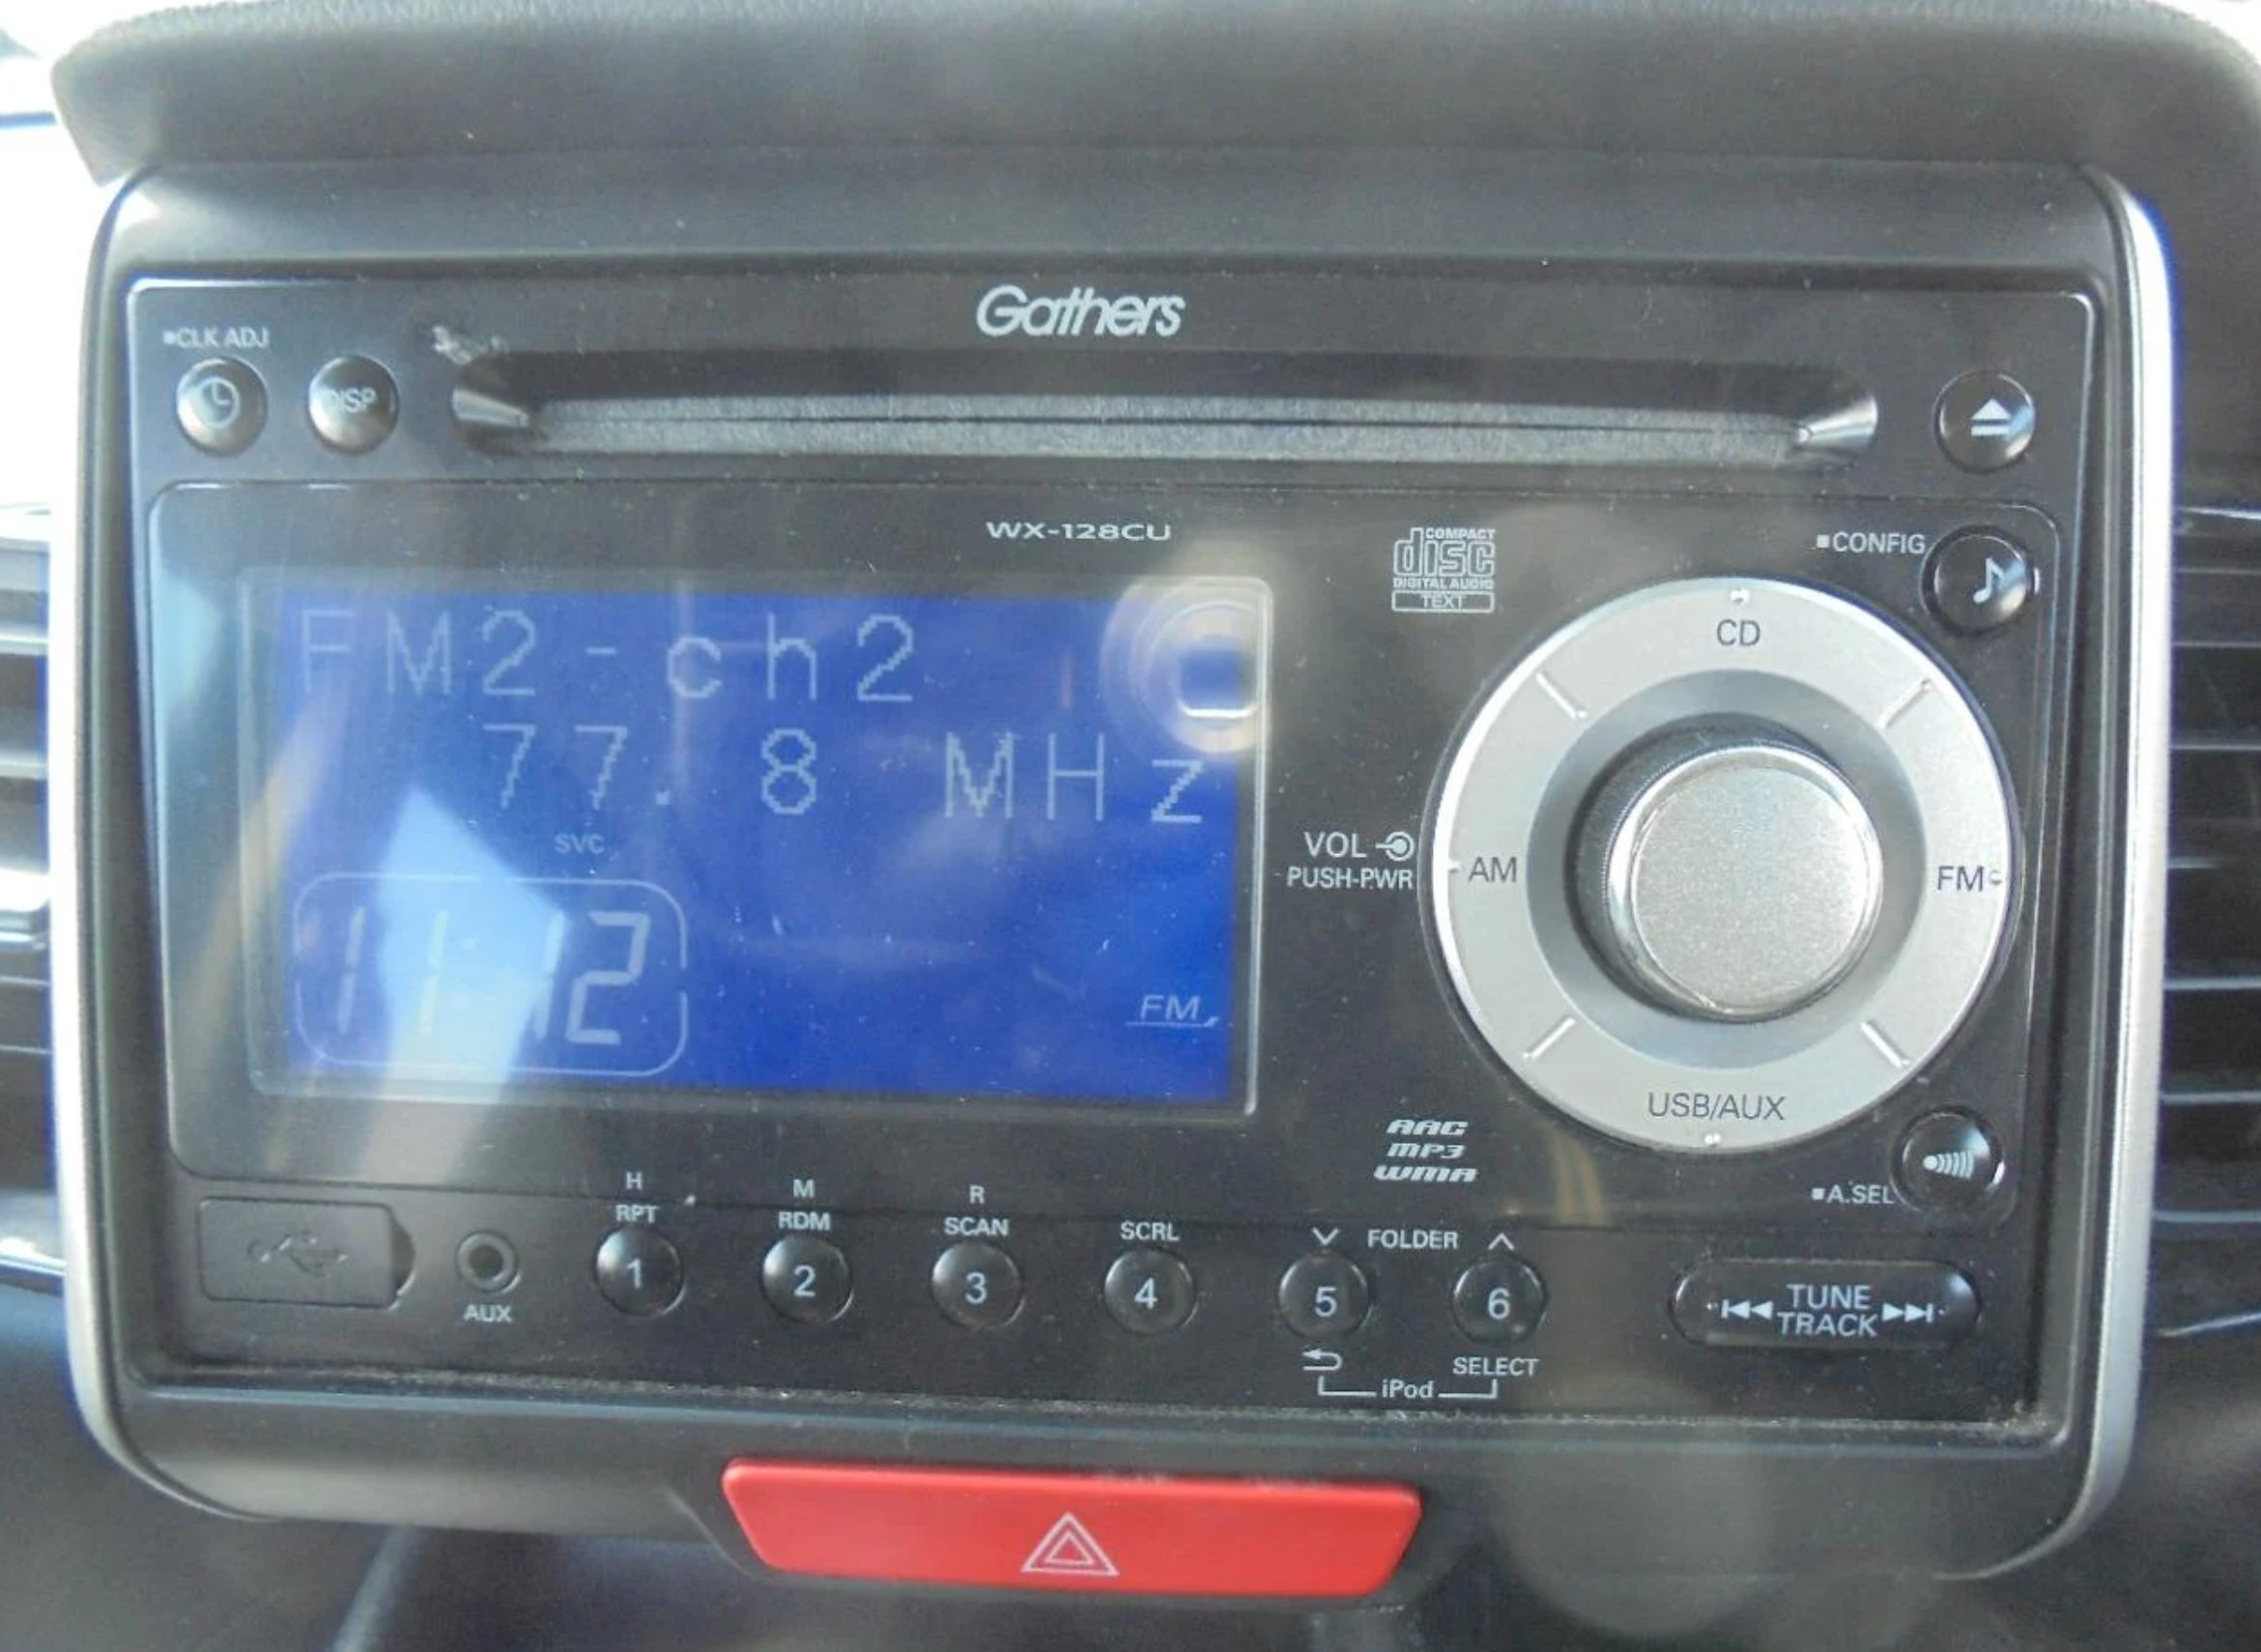 Gathers
■CLK ADJ
DISP
WX-128CU
COMPACT
disc
DIGITAL AUDIO
TEXT
■CONFIG
FM2-ch2
77.8 MHz
SVC
11:12
FM
CD
VOL
PUSH-PWR
AM
FM
USB/AUX
AAC
MP3
WMA
■A.SEL
H
RPT
1
M
RDM
2
R
SCAN
3
SCRL
4
FOLDER
5
6
AUX
TUNE
TRACK
SELECT
iPod